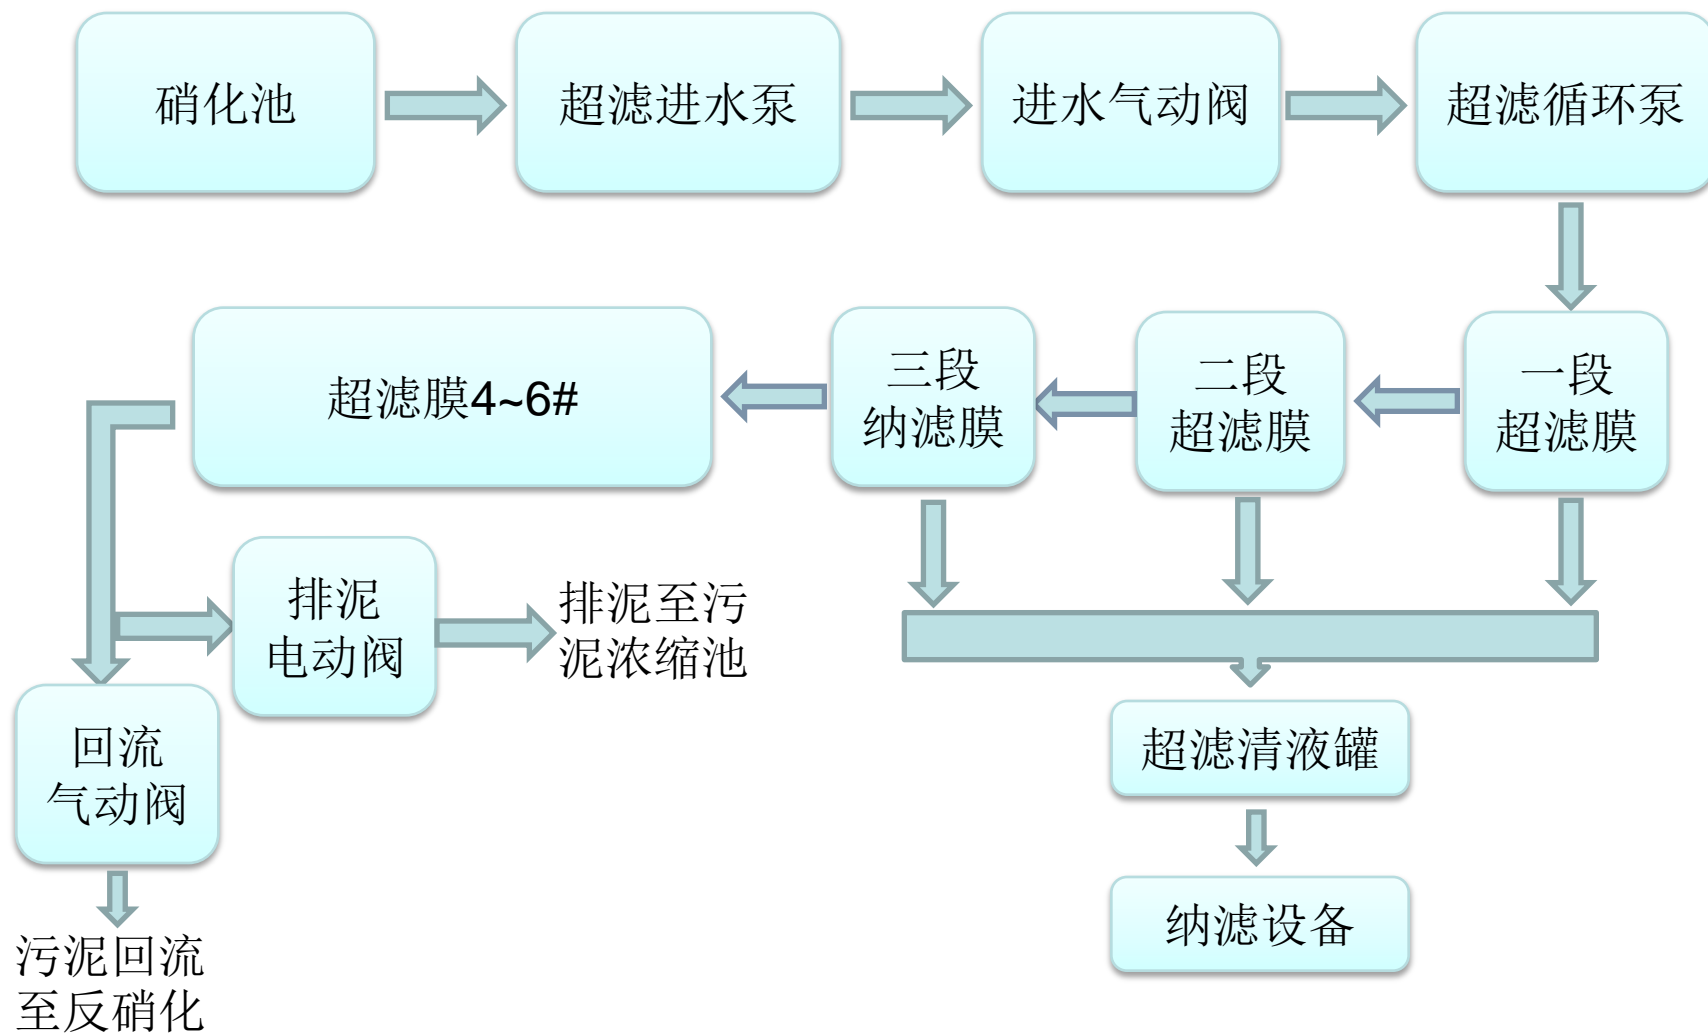 硝化池
超滤进水泵
进水气动阀
超滤循环泵
超滤膜4~6#
三段
纳滤膜
二段
超滤膜
一段
超滤膜
排泥
电动阀
排泥至污
泥浓缩池
回流
气动阀
超滤清液罐
纳滤设备
污泥回流
至反硝化